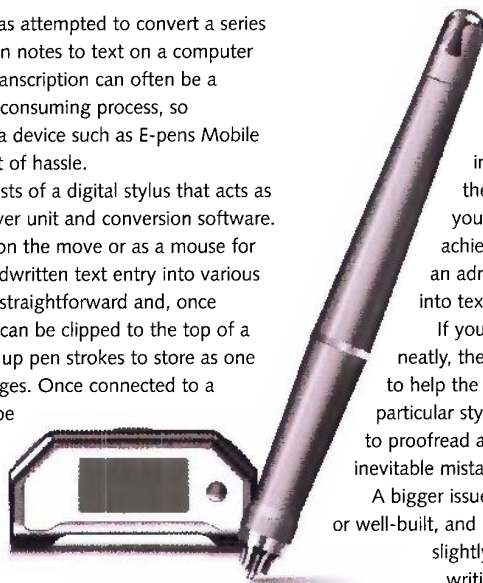 as attempted to convert a series
n notes to text on a computer
anscription can often be a
consuming process, so
a device such as E-pens Mobile
t of hassle.
sts of a digital stylus that acts as
ver unit and conversion software.
on the move or as a mouse for
dwritten text entry into various
straightforward and, once
can be clipped to the top of a
up pen strokes to store as one
ges. Once connected to a
be
in
the
you
achie
an adr
into tex
If you
neatly, the
to help the
particular sty
to proofread a
inevitable mista
A bigger issue
or well-built, and
slightly
writi